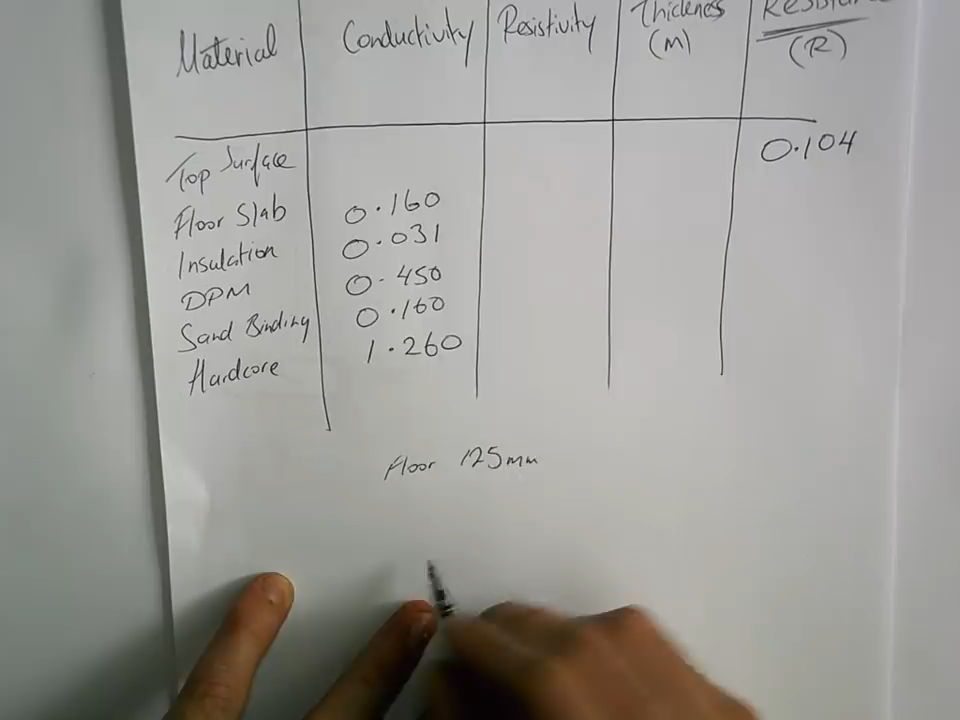 Material Conductivity Resistivity Thickness (M) Resistance (R)
Top Surface 0.104
Floor Slab 0.160
Insulation 0.031
DPM 0.450
Sand Binding 0.160
Hardcore 1.260
Floor 125mm